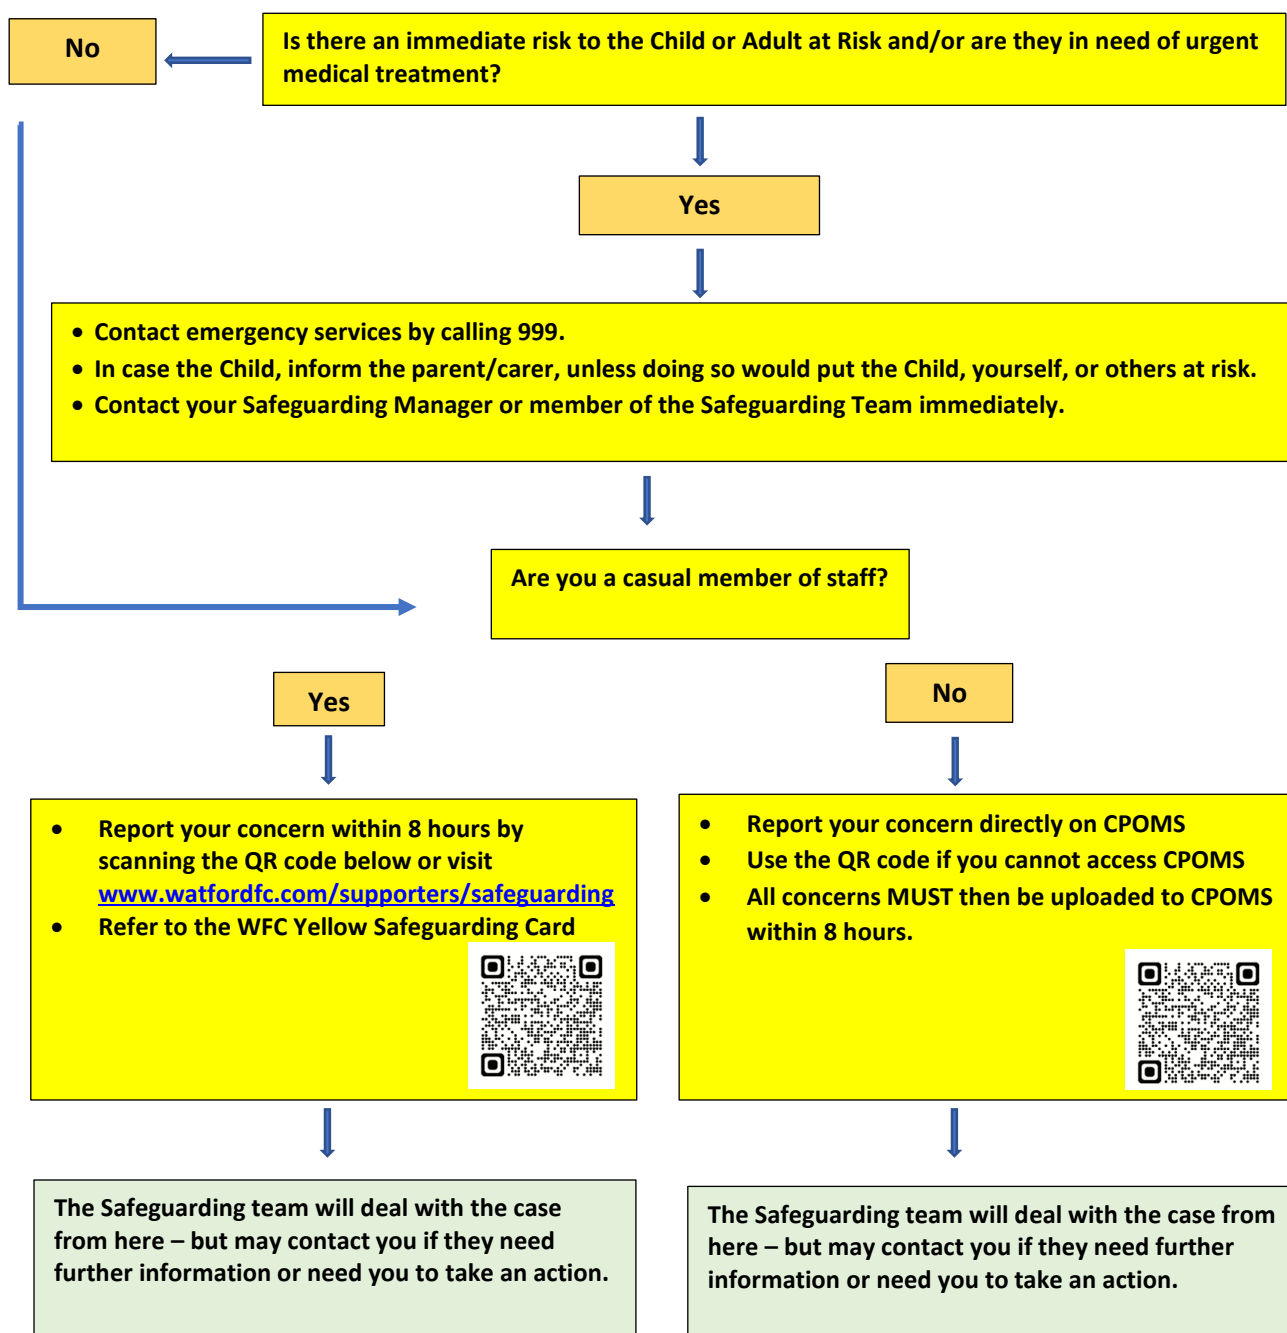 No
Is there an immediate risk to the Child or Adult at Risk and/or are they in need of urgent
medical treatment?
Yes
• Contact emergency services by calling 999.
• In case the Child, inform the parent/carer, unless doing so would put the Child, yourself, or others at risk.
• Contact your Safeguarding Manager or member of the Safeguarding Team immediately.
Are you a casual member of staff?
Yes
No
• Report your concern within 8 hours by
scanning the QR code below or visit
www.watfordfc.com/supporters/safeguarding
• Refer to the WFC Yellow Safeguarding Card
• Report your concern directly on CPOMS
• Use the QR code if you cannot access CPOMS
• All concerns MUST then be uploaded to CPOMS
within 8 hours.
The Safeguarding team will deal with the case
from here – but may contact you if they need
further information or need you to take an action.
The Safeguarding team will deal with the case from
here – but may contact you if they need further
information or need you to take an action.